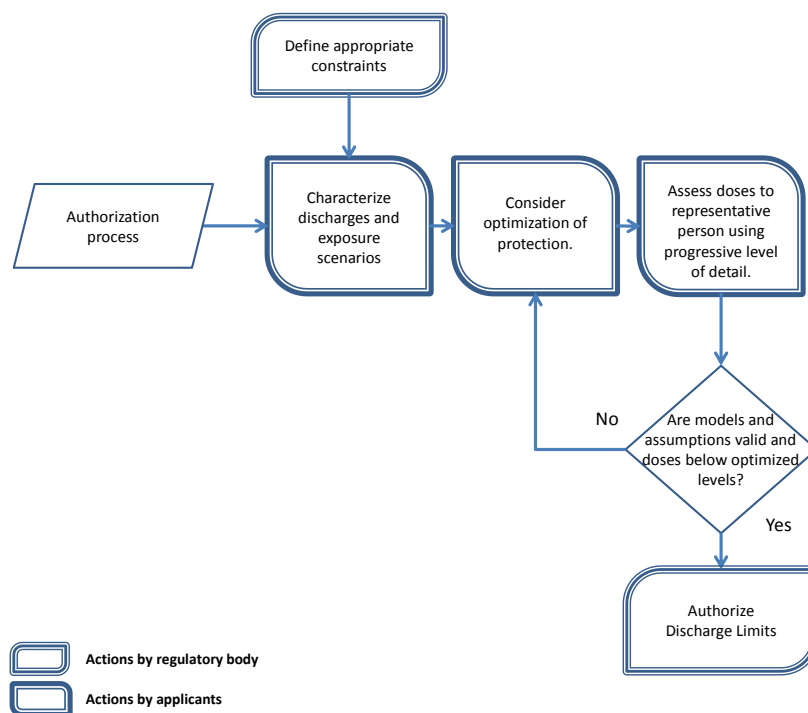 Define appropriate
constraints
Authorization
process
Characterize
discharges and
exposure
scenarios
Consider
optimization of
protection.
Assess doses to
representative
person using
progressive level
of detail.
No
Are models and
assumptions valid and
doses below optimized
levels?
Yes
Authorize
Discharge Limits
Actions by regulatory body
Actions by applicants